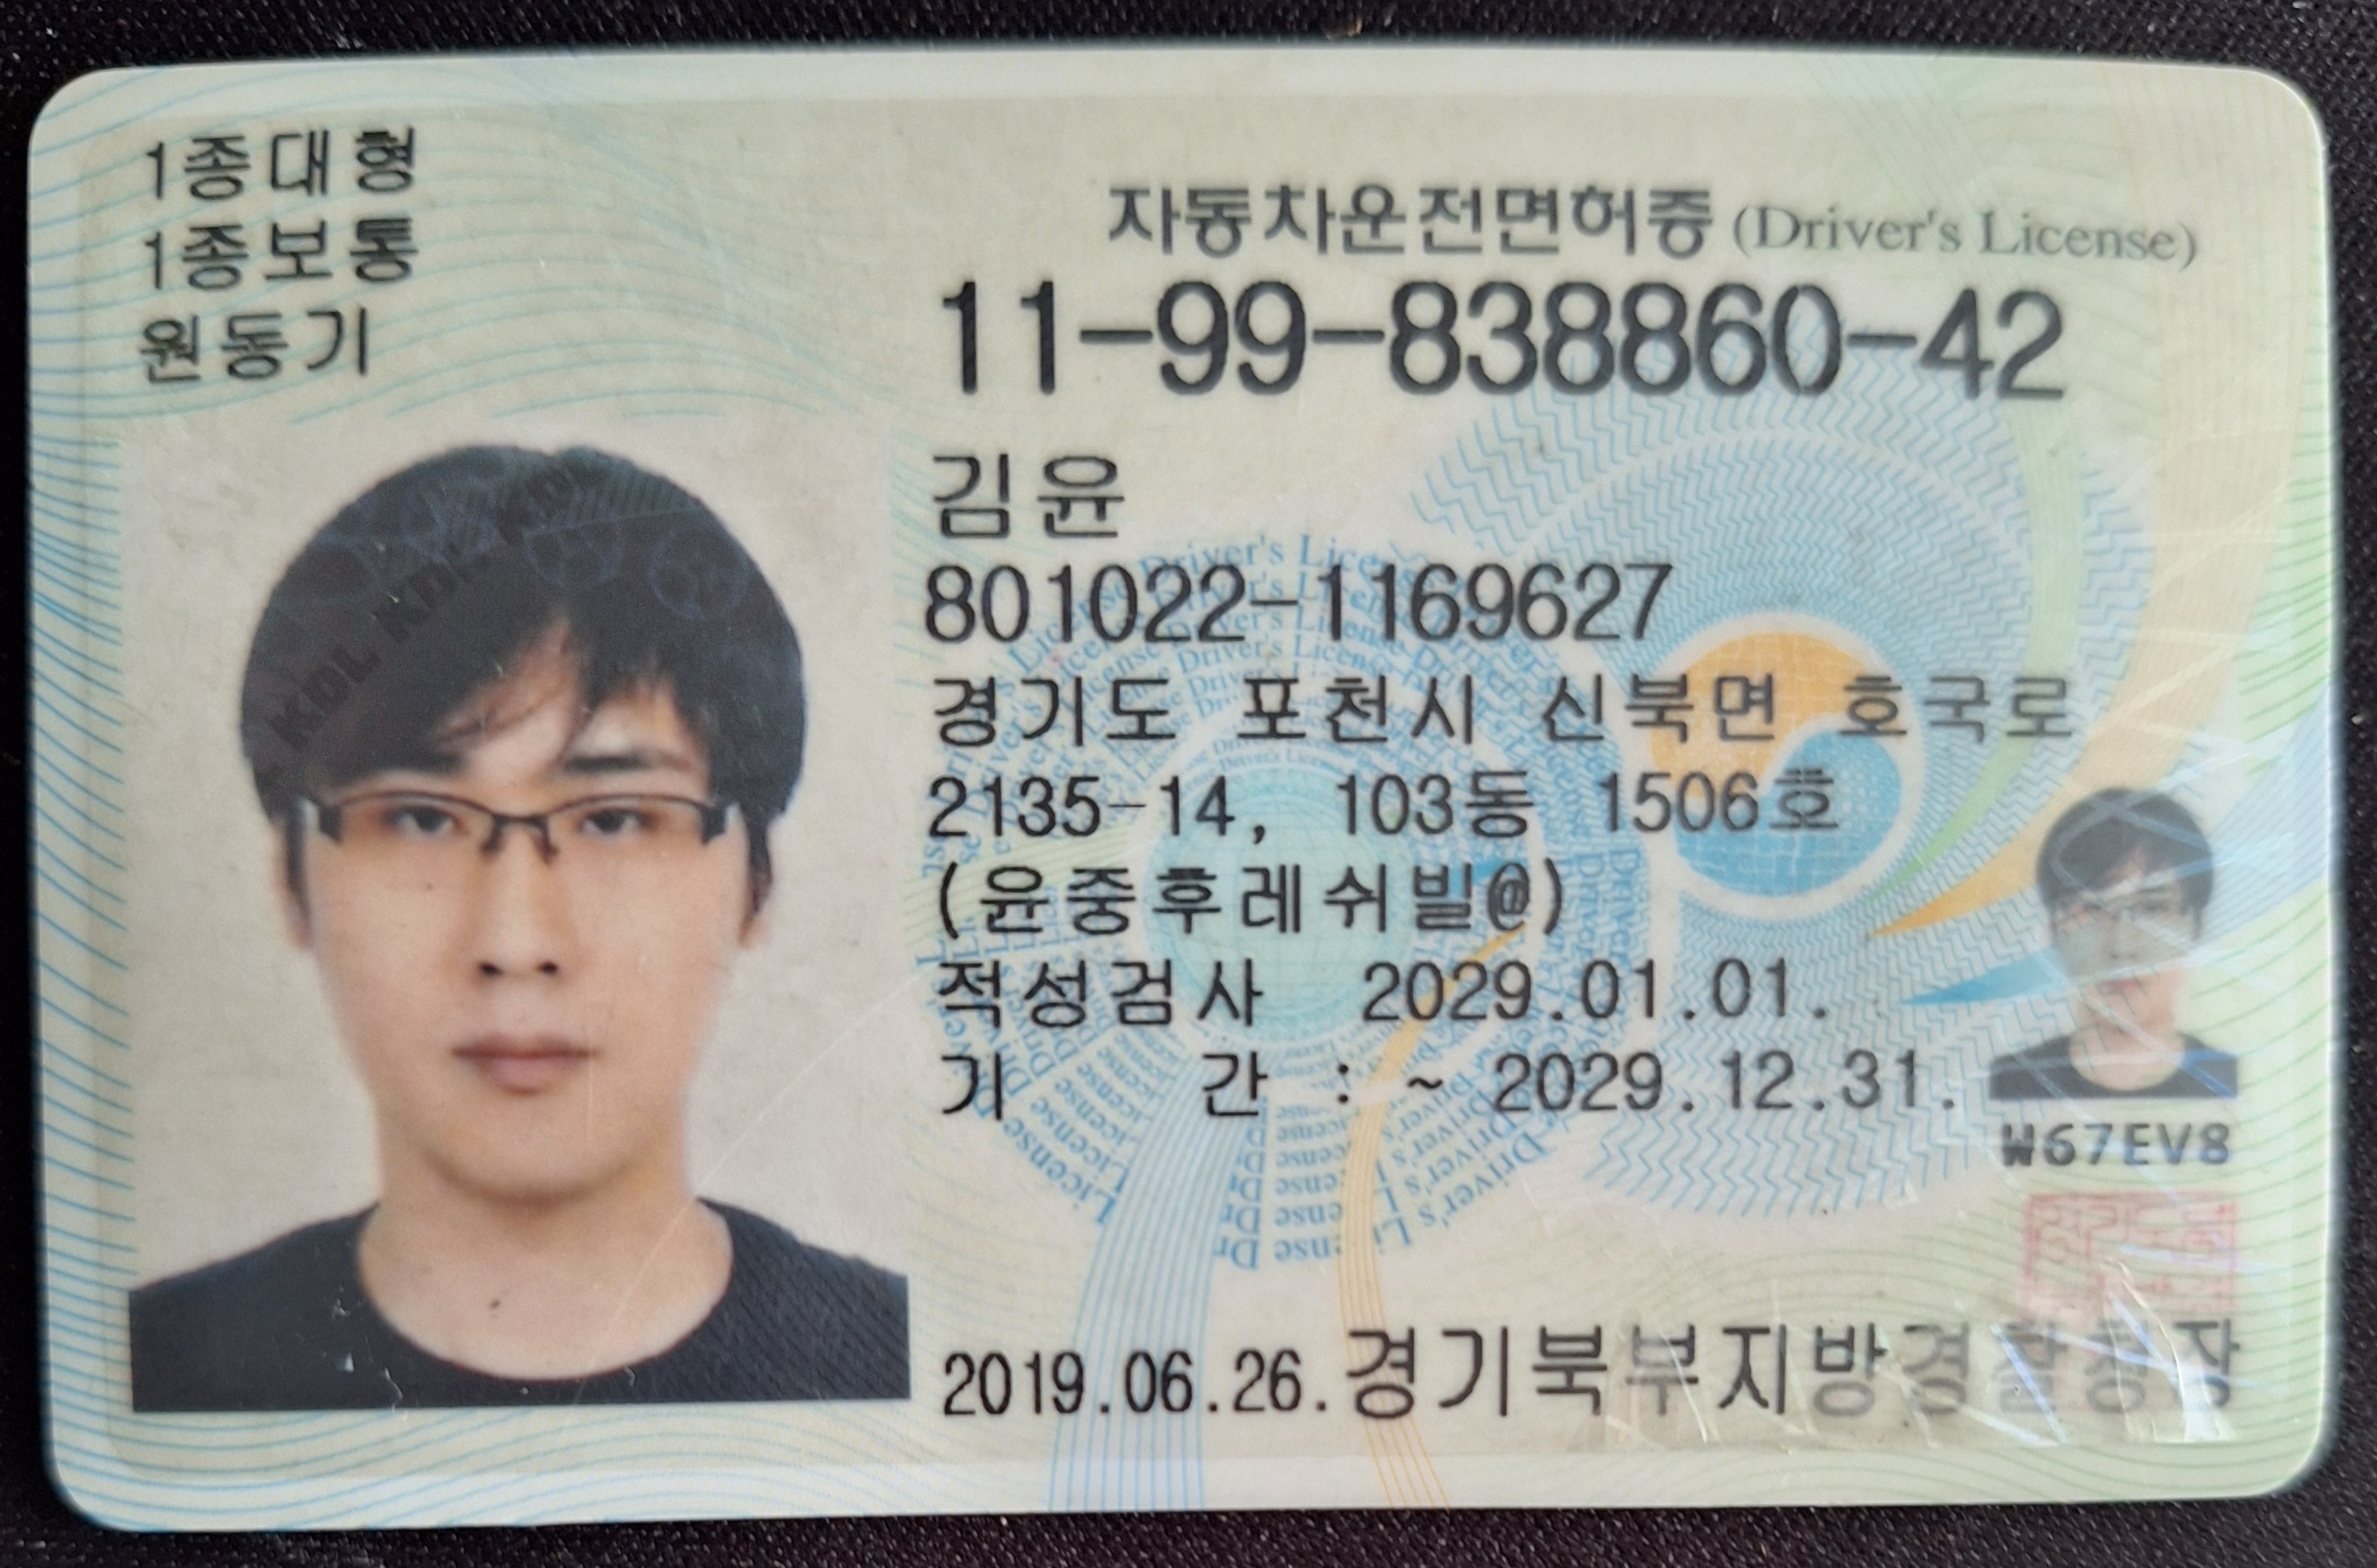 1종대형
1종보통
원동기
자동차운전면허증 (Driver's License)
11-99-838860-42
김윤
801022-1169627
경기도 포천시 신북면 호국로
2135-14, 103동 1506호
(윤중후레쉬빌@)
적성검사 2029.01.01.
기 간 : ~ 2029.12.31.
W67EV8
2019.06.26. 경기북부지방경찰청장
KDL KDL KDL